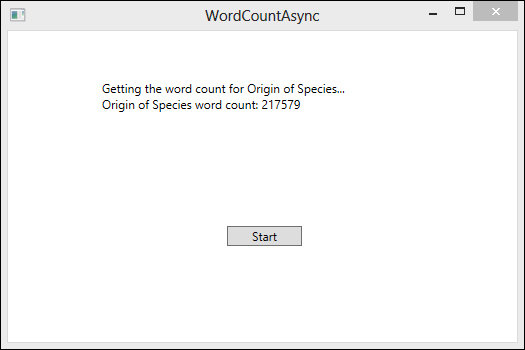 WordCountAsync
Getting the word count for Origin of Species...
Origin of Species word count: 217579
Start